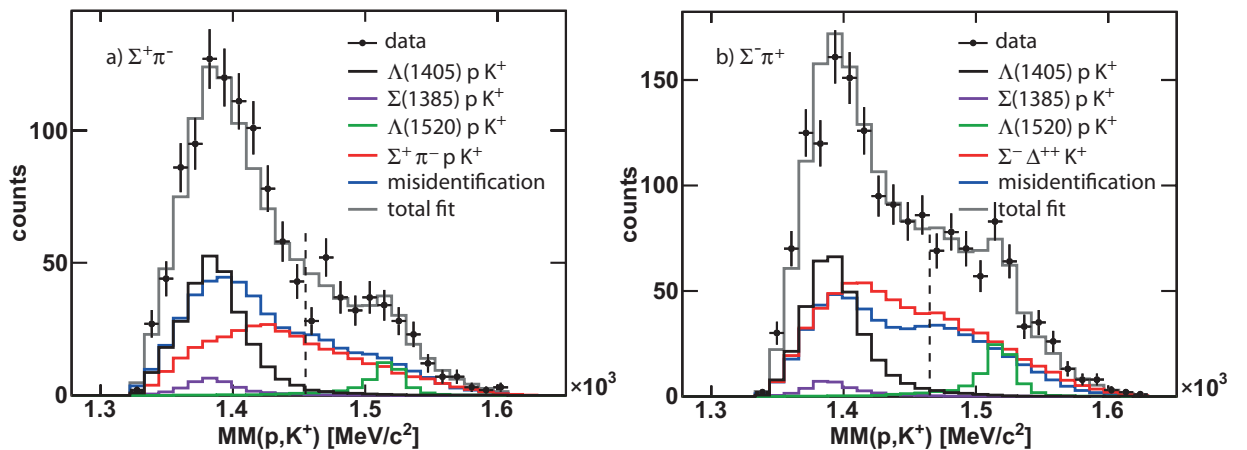 a) Σ⁺π⁻
data
Λ(1405) p K⁺
Σ(1385) p K⁺
Λ(1520) p K⁺
Σ⁺ π⁻ p K⁺
misidentification
total fit
counts
100
50
0
1.3
1.4
1.5
1.6
×10³
MM(p,K⁺) [MeV/c²]
b) Σ⁻π⁺
data
Λ(1405) p K⁺
Σ(1385) p K⁺
Λ(1520) p K⁺
Σ⁻ Δ⁺⁺ K⁺
misidentification
total fit
counts
150
100
50
0
1.3
1.4
1.5
1.6
×10³
MM(p,K⁺) [MeV/c²]